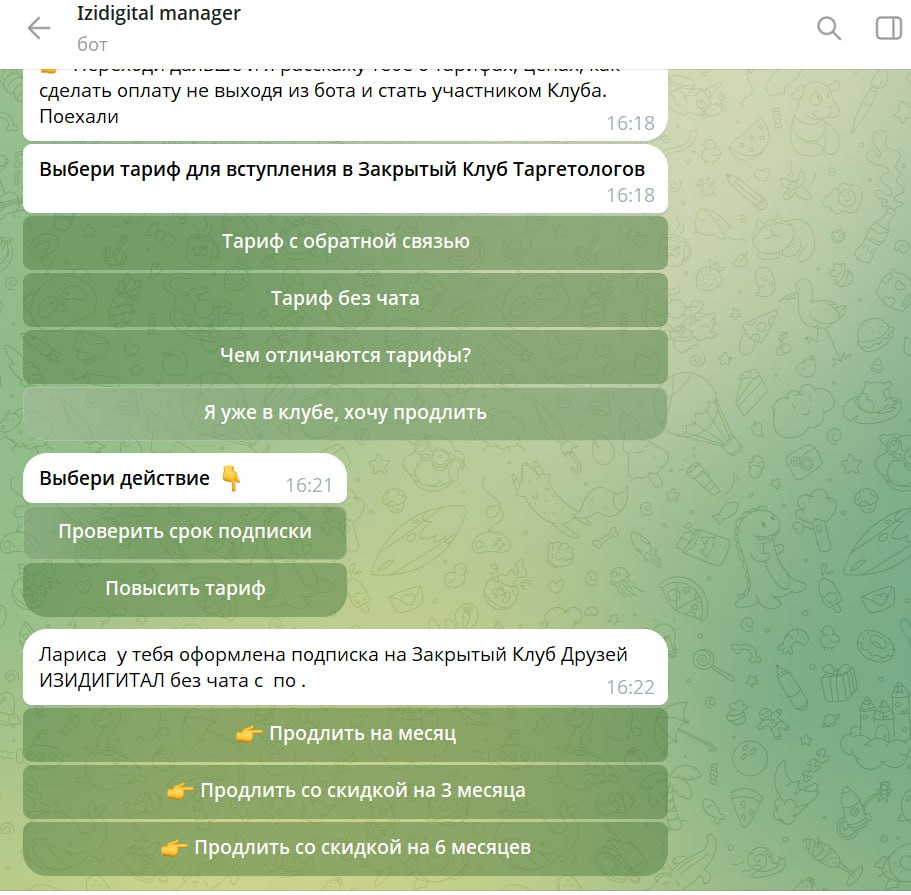 Izidigital manager
бот
Переходи дальше и я расскажу тебе о тарифах, ценах, как
сделать оплату не выходя из бота и стать участником Клуба.
Поехали
16:18
Выбери тариф для вступления в Закрытый Клуб Таргетологов
16:18
Тариф с обратной связью
Тариф без чата
Чем отличаются тарифы?
Я уже в клубе, хочу продлить
Выбери действие 👇
16:21
Проверить срок подписки
Повысить тариф
Лариса  у тебя оформлена подписка на Закрытый Клуб Друзей
ИЗИДИГИТАЛ без чата с  по .
16:22
👉 Продлить на месяц
👉 Продлить со скидкой на 3 месяца
👉 Продлить со скидкой на 6 месяцев